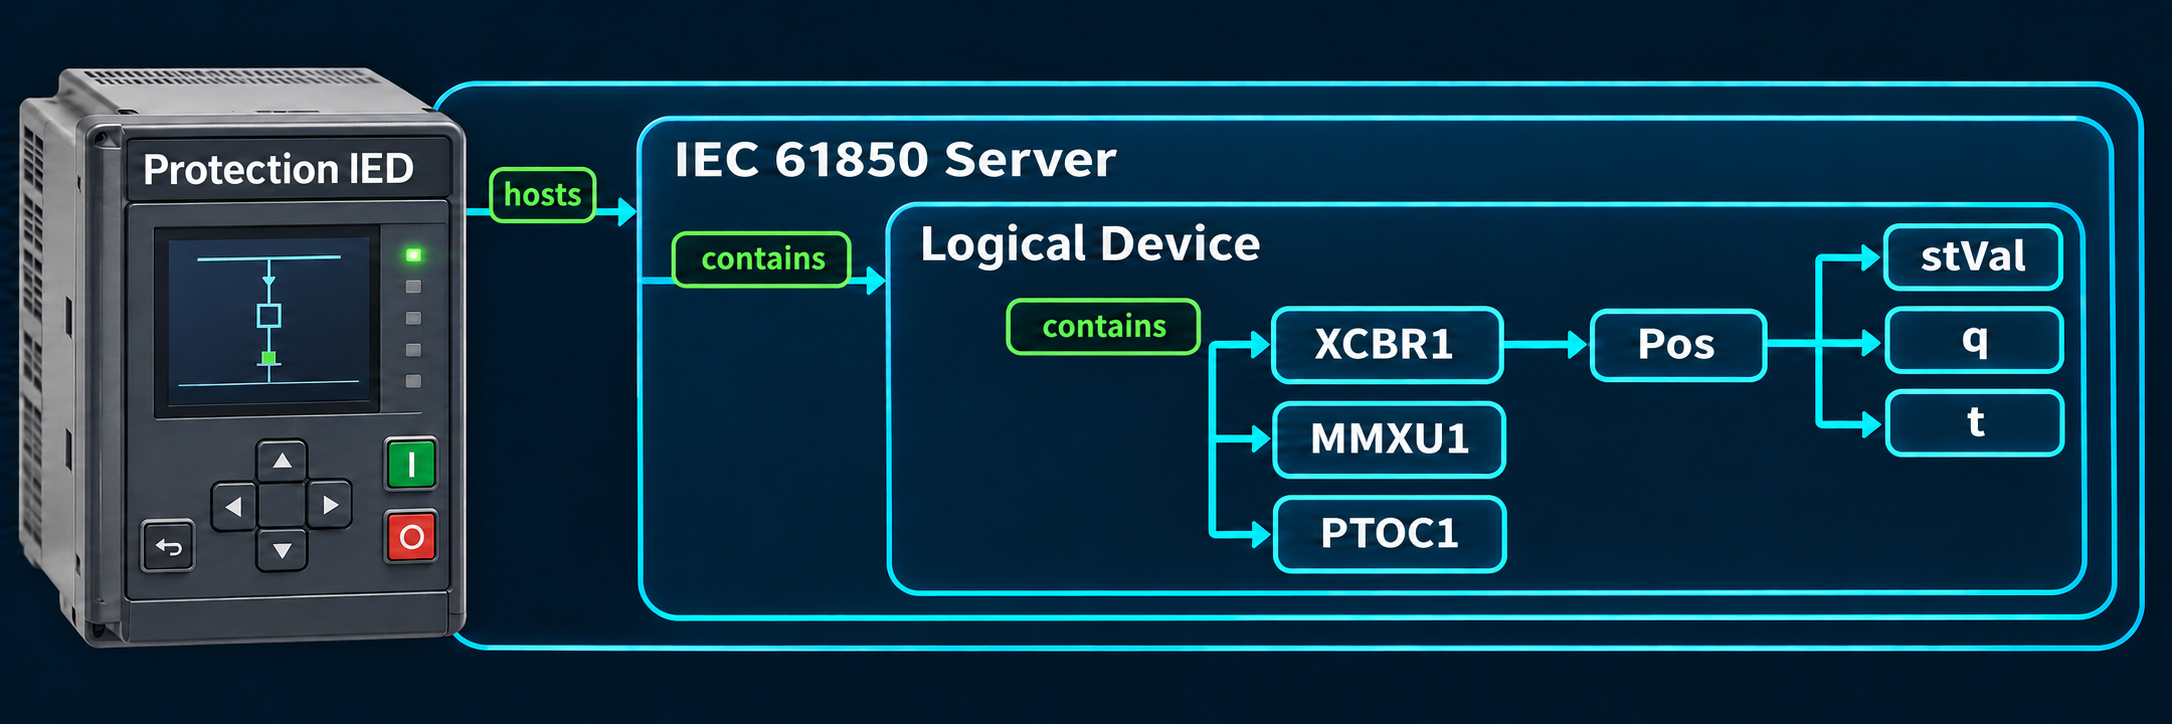 Protection IED
hosts
IEC 61850 Server
contains
Logical Device
contains
XCBR1
MMXU1
PTOC1
Pos
stVal
q
t